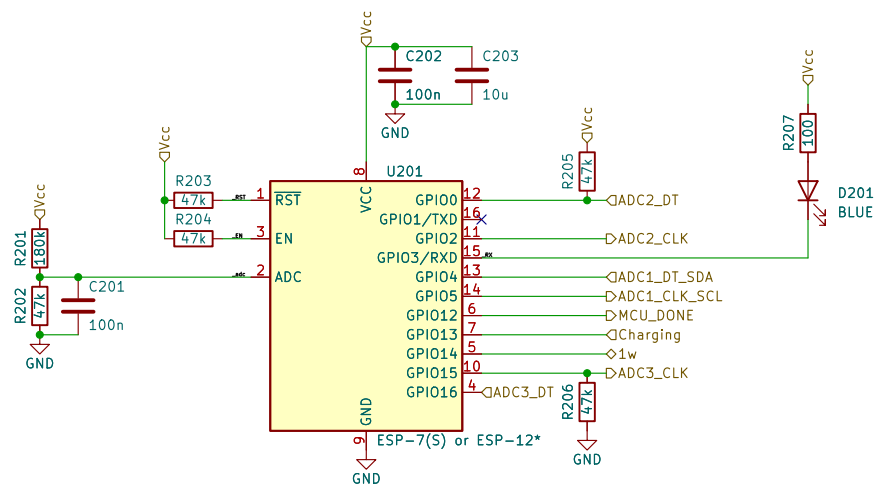 Vcc
C202
100n
C203
10u
GND
Vcc
R207
100
D201
BLUE
Vcc
R203
47k
R204
47k
_RST
_EN
_adc
Vcc
R201
180k
R202
47k
C201
100n
GND
U201
8
VCC
1 RST
3 EN
2 ADC
GPIO0 12
GPIO1/TXD 16
GPIO2 11
GPIO3/RXD 15
_RX
GPIO4 13
GPIO5 14
GPIO12 6
GPIO13 7
GPIO14 5
GPIO15 10
GPIO16 4
GND
9
ESP-7(S) or ESP-12*
GND
Vcc
R205
47k
ADC2_DT
ADC2_CLK
ADC1_DT_SDA
ADC1_CLK_SCL
MCU_DONE
Charging
1w
ADC3_CLK
ADC3_DT
R206
47k
GND